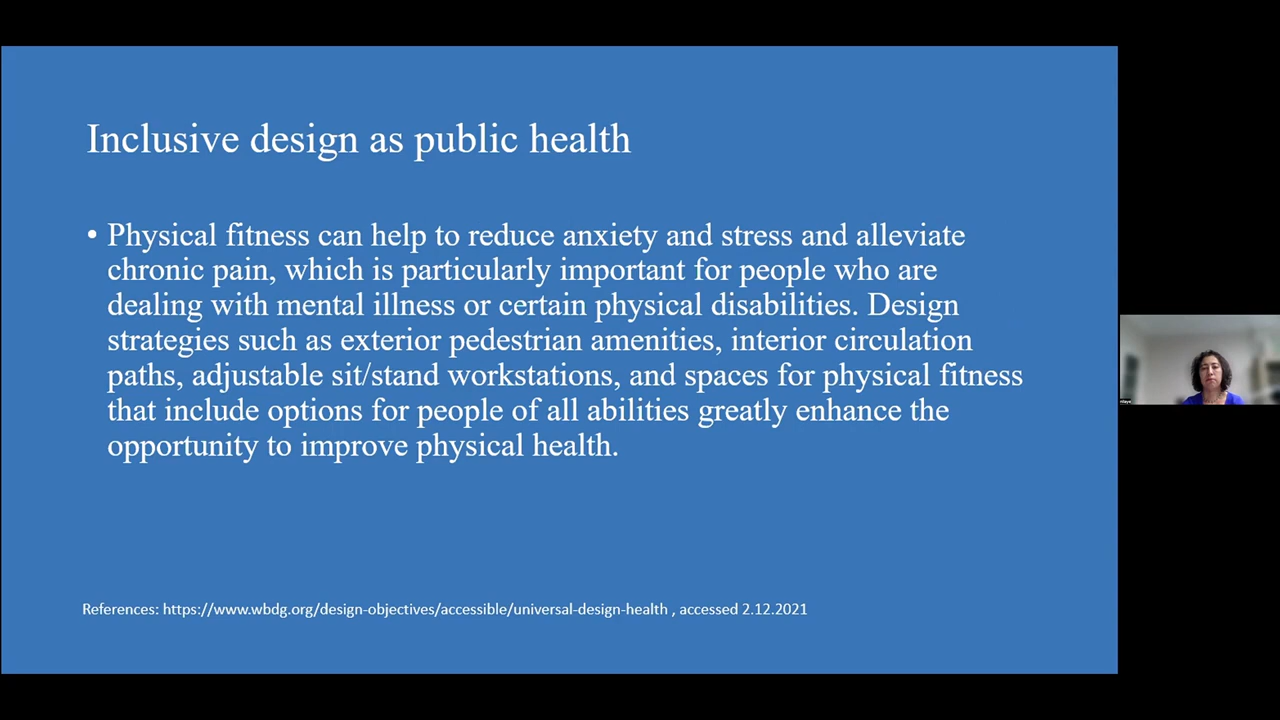 Inclusive design as public health
• Physical fitness can help to reduce anxiety and stress and alleviate
chronic pain, which is particularly important for people who are
dealing with mental illness or certain physical disabilities. Design
strategies such as exterior pedestrian amenities, interior circulation
paths, adjustable sit/stand workstations, and spaces for physical fitness
that include options for people of all abilities greatly enhance the
opportunity to improve physical health.
References: https://www.wbdg.org/design-objectives/accessible/universal-design-health , accessed 2.12.2021